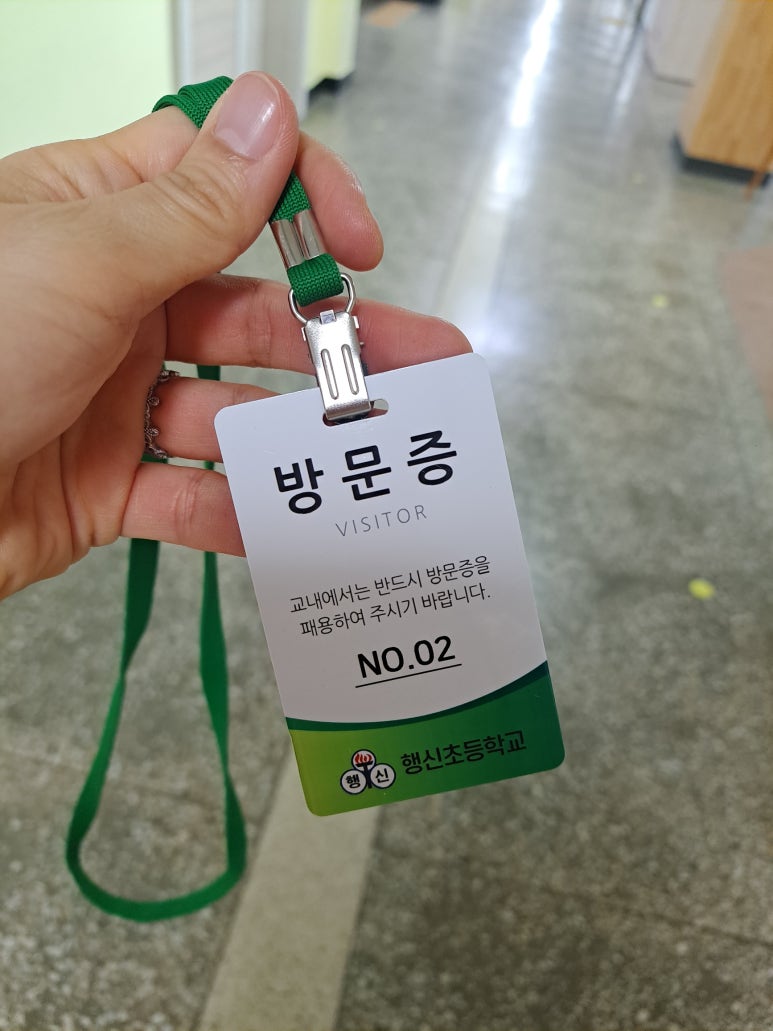 방문증
VISITOR
교내에서는 반드시 방문증을
패용하여 주시기 바랍니다.
NO.02
행 신 행신초등학교